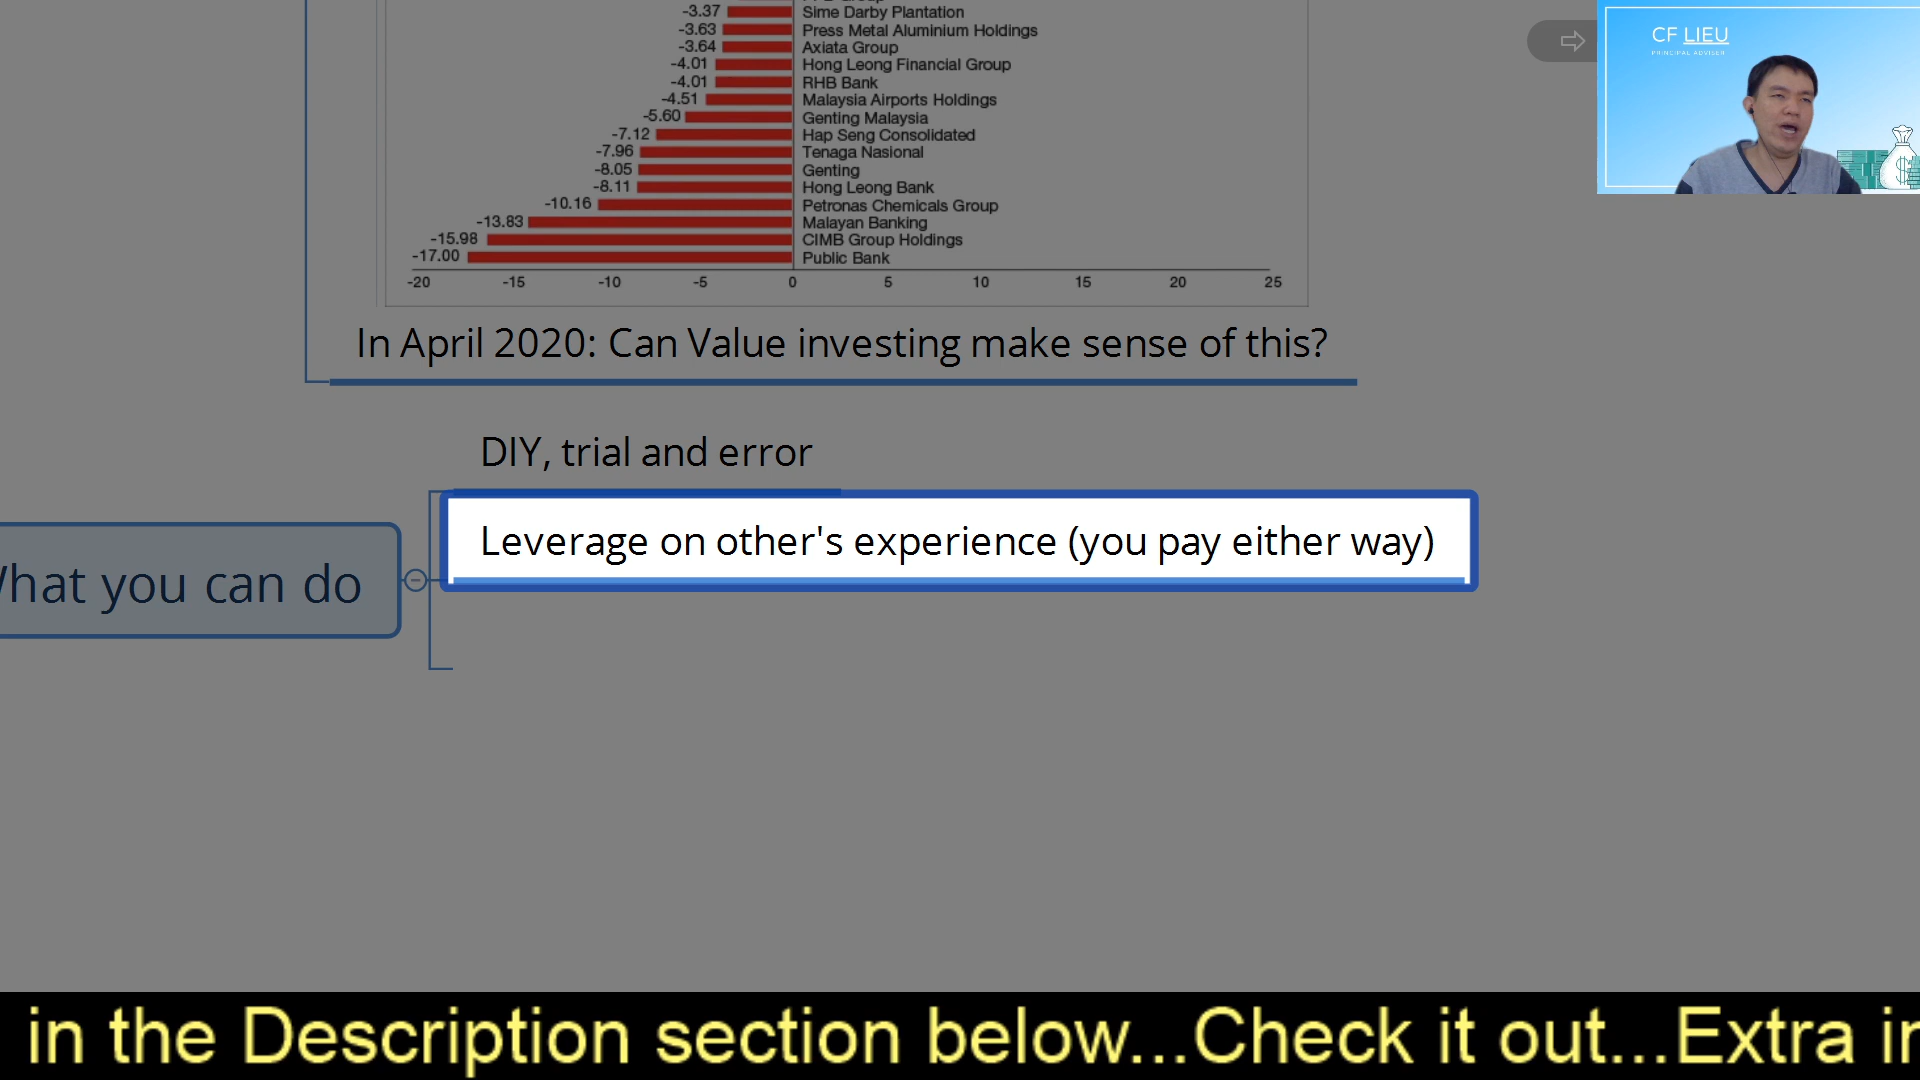 -3.37 Sime Darby Plantation
-3.63 Press Metal Aluminium Holdings
-3.64 Axiata Group
-4.01 Hong Leong Financial Group
-4.01 RHB Bank
-4.51 Malaysia Airports Holdings
-5.60 Genting Malaysia
-7.12 Hap Seng Consolidated
-7.96 Tenaga Nasional
-8.05 Genting
-8.11 Hong Leong Bank
-10.16 Petronas Chemicals Group
-13.83 Malayan Banking
-15.98 CIMB Group Holdings
-17.00 Public Bank
-20 -15 -10 -5 0 5 10 15 20 25
CF LIEU
PRINCIPAL ADVISER
In April 2020: Can Value investing make sense of this?
DIY, trial and error
Leverage on other's experience (you pay either way)
What you can do
in the Description section below...Check it out...Extra in